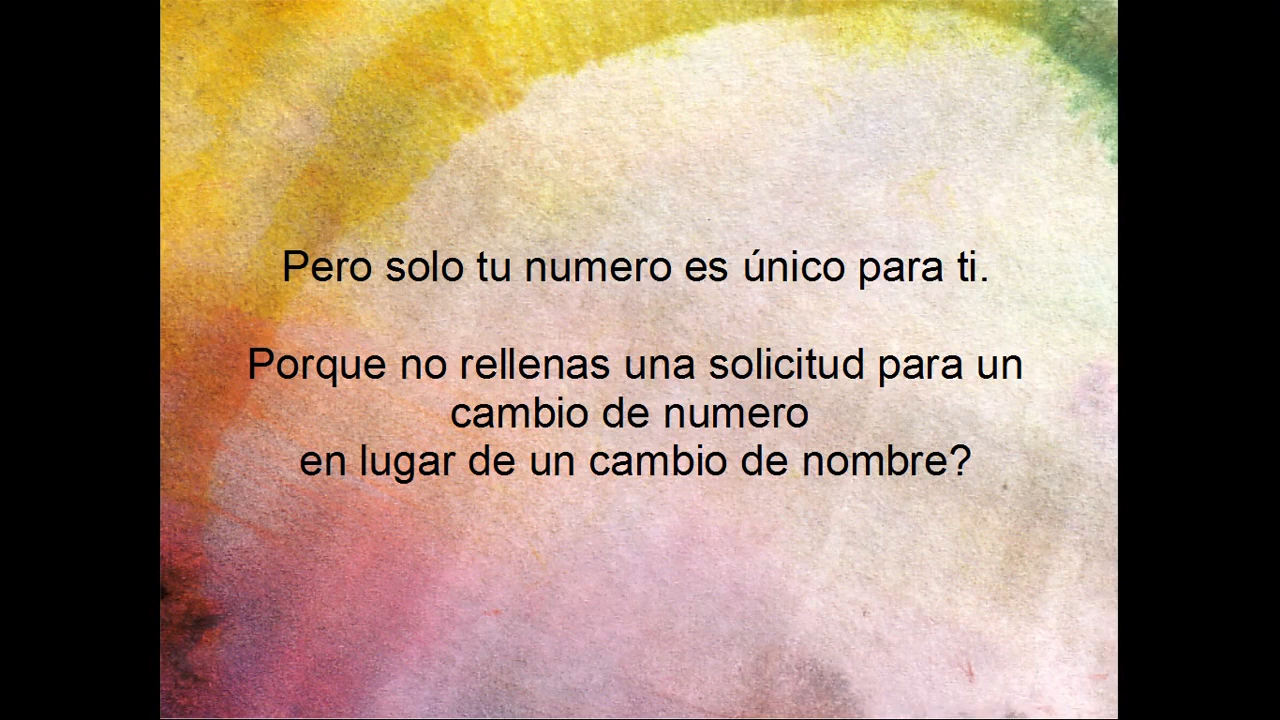 Pero solo tu numero es único para ti.
Porque no rellenas una solicitud para un
cambio de numero
en lugar de un cambio de nombre?